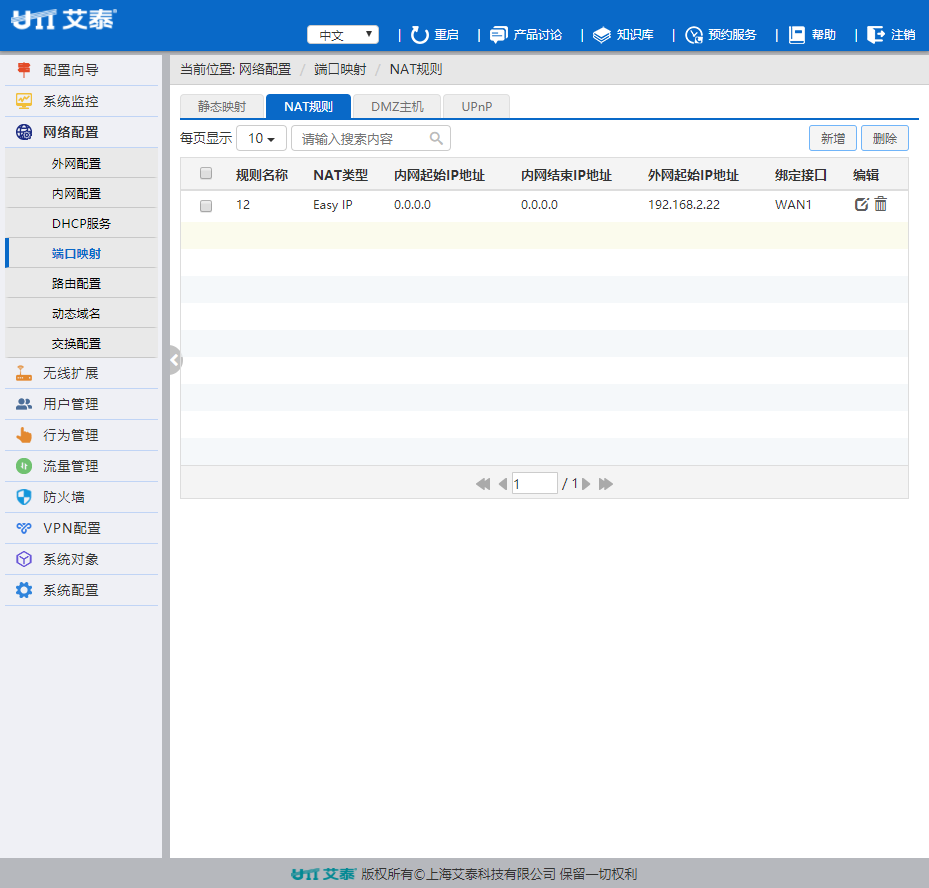 UTT 艾泰®
中文 | 重启 | 产品讨论 | 知识库 | 预约服务 | 帮助 | 注销
配置向导
系统监控
网络配置
外网配置
内网配置
DHCP服务
端口映射
路由配置
动态域名
交换配置
无线扩展
用户管理
行为管理
流量管理
防火墙
VPN配置
系统对象
系统配置
当前位置: 网络配置 / 端口映射 / NAT规则
静态映射 NAT规则 DMZ主机 UPnP
每页显示 10 请输入搜索内容 新增 删除
规则名称 NAT类型 内网起始IP地址 内网结束IP地址 外网起始IP地址 绑定接口 编辑
12 Easy IP 0.0.0.0 0.0.0.0 192.168.2.22 WAN1
1 / 1
UTT 艾泰® 版权所有©上海艾泰科技有限公司 保留一切权利